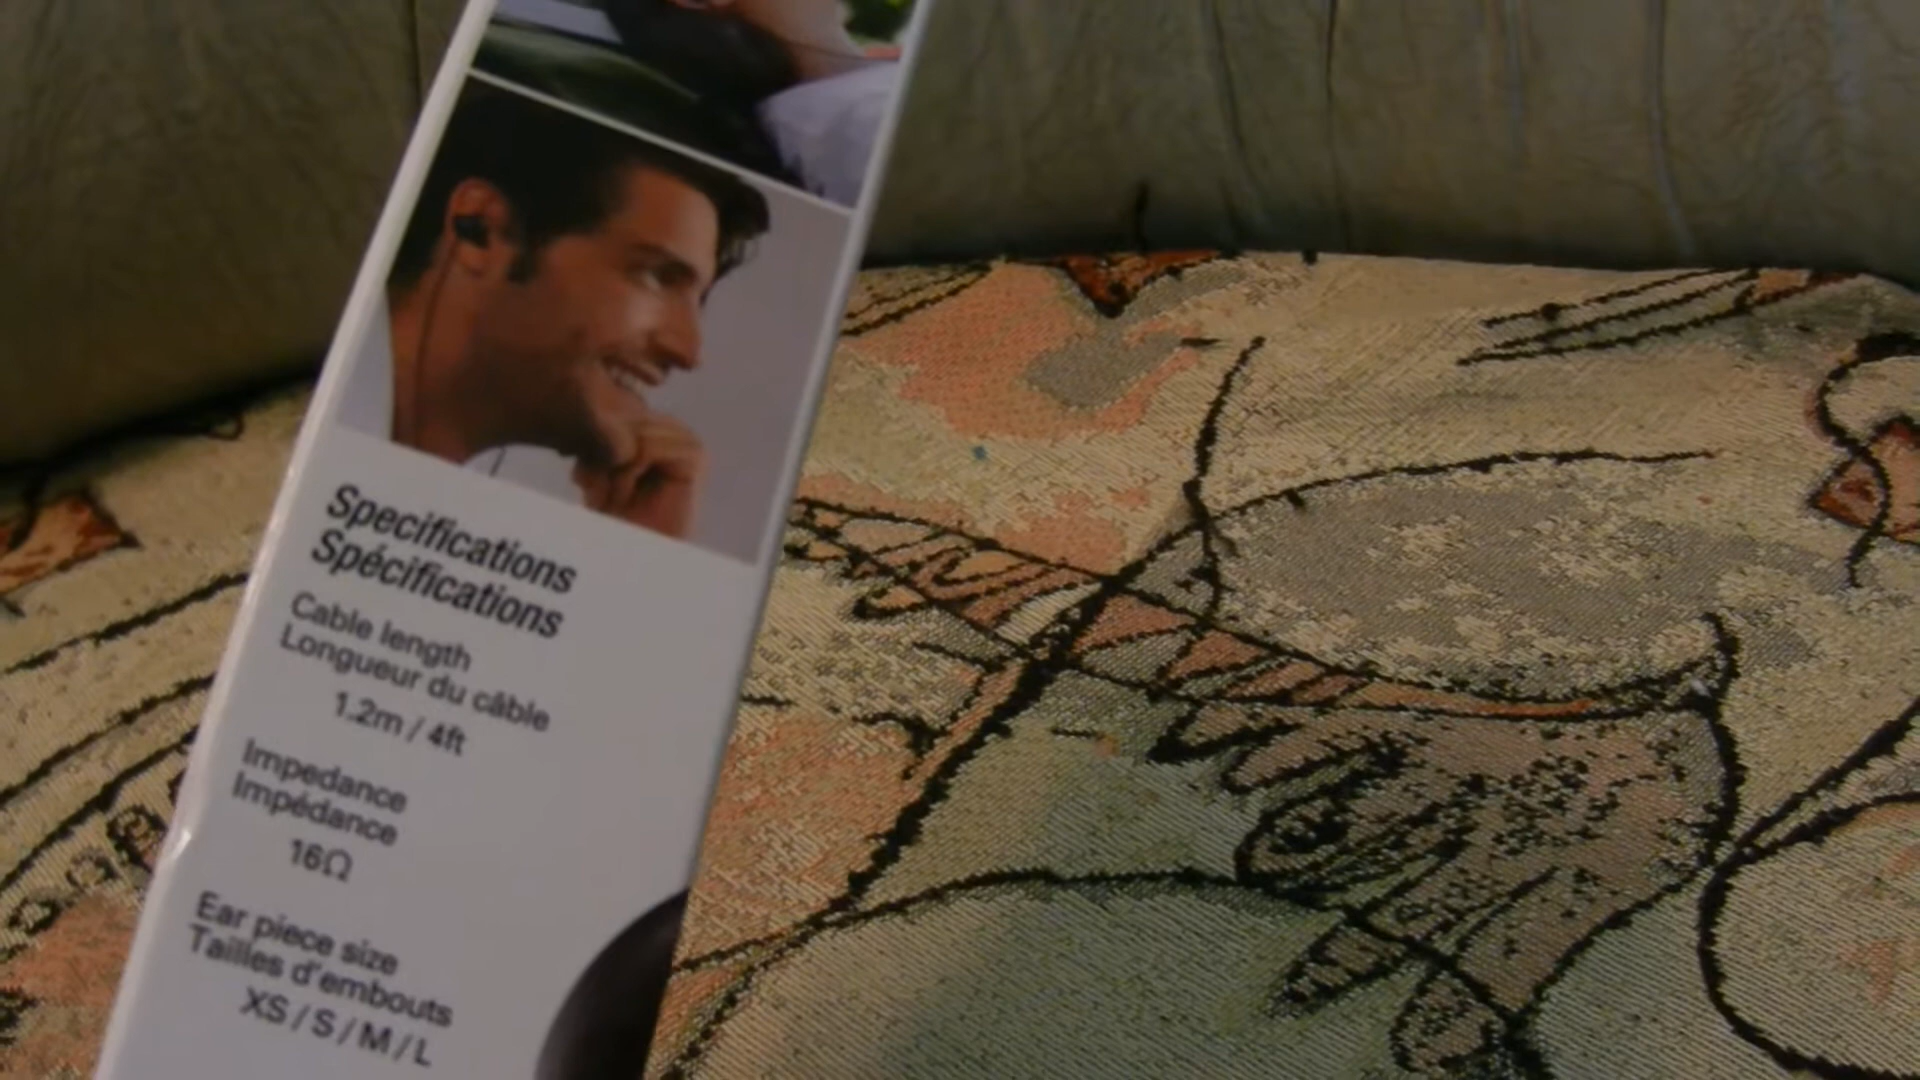 Specifications
Spécifications
Cable length
Longueur du câble
1.2m / 4ft
Impedance
Impédance
16Ω
Ear piece size
Tailles d'embouts
XS / S / M / L